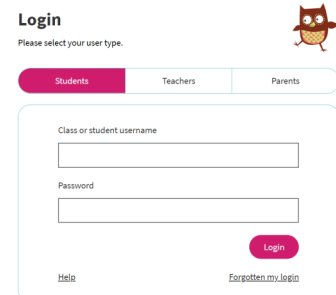 Login
Please select your user type.
Students Teachers Parents
Class or student username
Password
Login
Help Forgotten my login